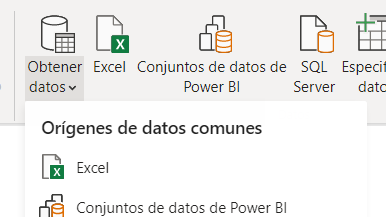 Obtener datos
Excel
Conjuntos de datos de Power BI
SQL Server
Orígenes de datos comunes
Excel
Conjuntos de datos de Power BI